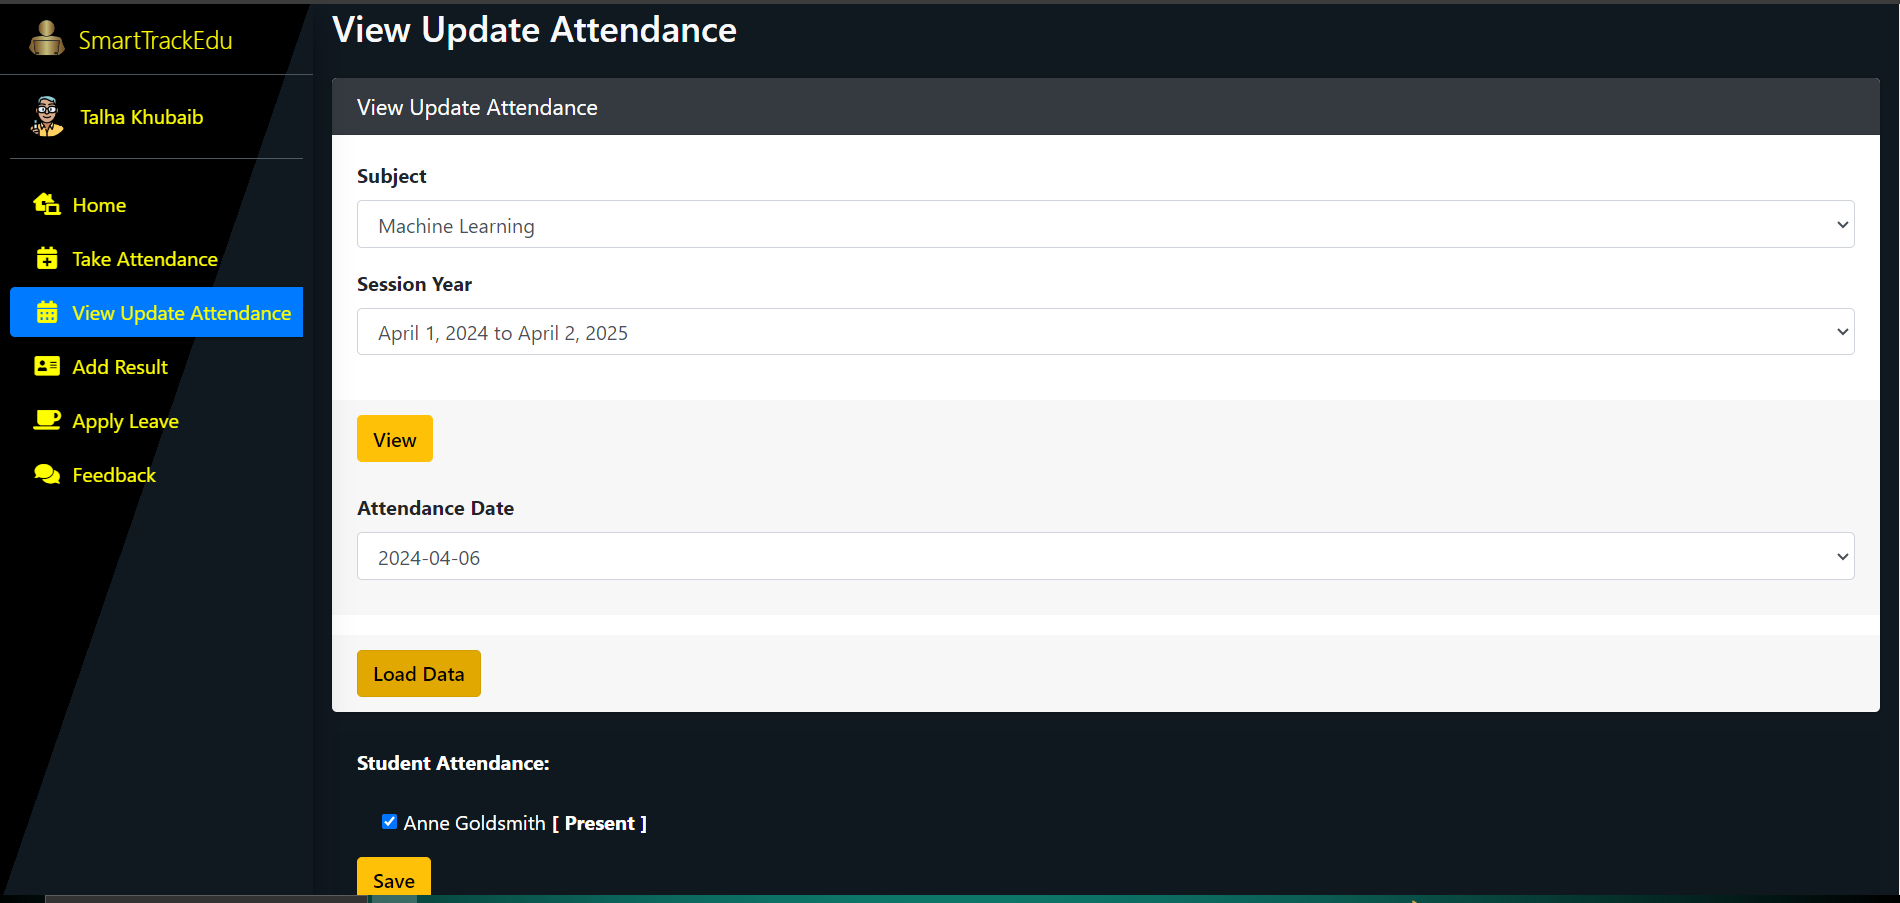 SmartTrackEdu
Talha Khubaib
Home
Take Attendance
View Update Attendance
Add Result
Apply Leave
Feedback
View Update Attendance
View Update Attendance
Subject
Machine Learning
Session Year
April 1, 2024 to April 2, 2025
View
Attendance Date
2024-04-06
Load Data
Student Attendance:
Anne Goldsmith [ Present ]
Save